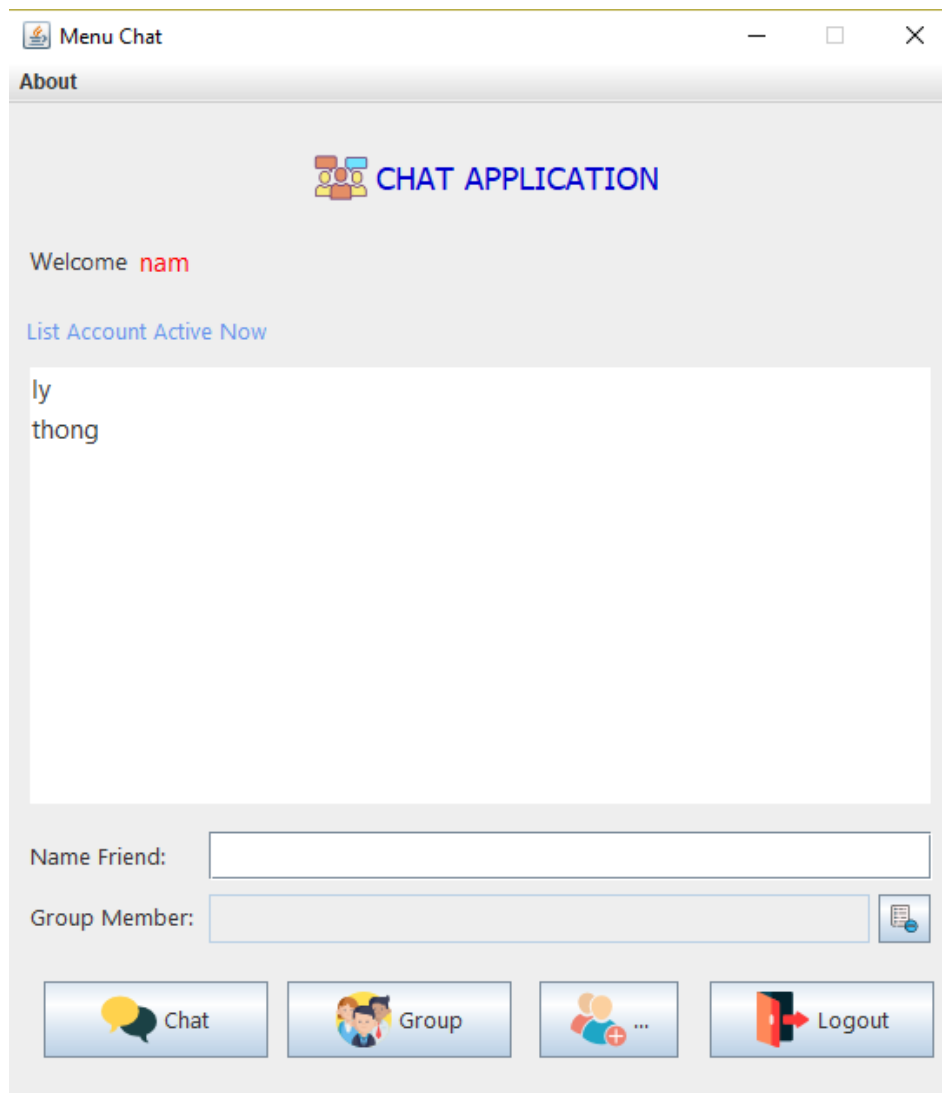 Menu Chat
About
CHAT APPLICATION
Welcome nam
List Account Active Now
ly
thong
Name Friend:
Group Member:
Chat Group ... Logout